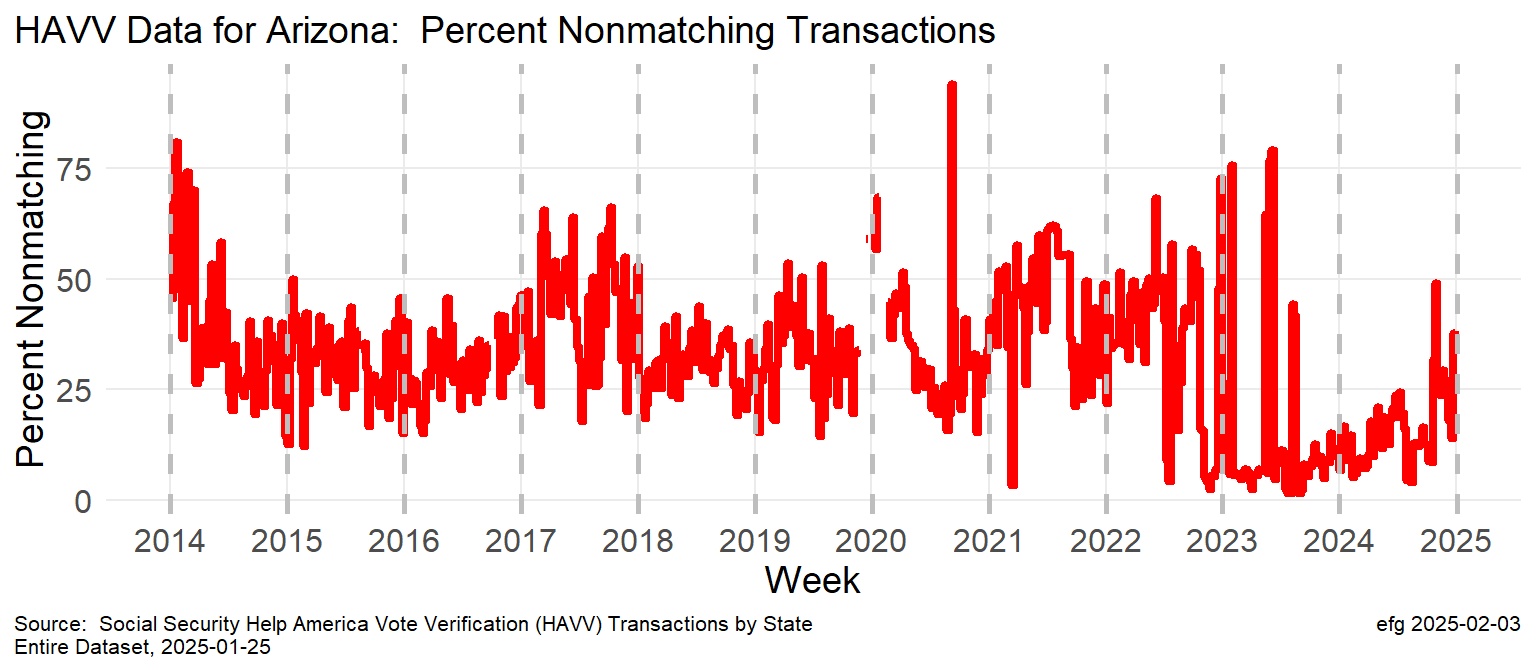 HAVV Data for Arizona:  Percent Nonmatching Transactions
Percent Nonmatching
75
50
25
0
2014 2015 2016 2017 2018 2019 2020 2021 2022 2023 2024 2025
Week
Source:  Social Security Help America Vote Verification (HAVV) Transactions by State
Entire Dataset, 2025-01-25
efg 2025-02-03